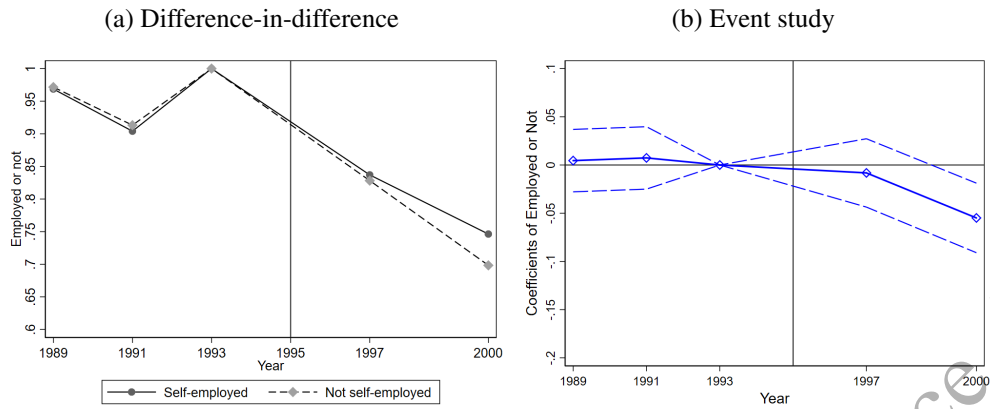 (a) Difference-in-difference
Employed or not
1
.95
.9
.85
.8
.75
.7
.65
.6
1989 1991 1993 1995 1997 2000
Year
Self-employed Not self-employed
(b) Event study
Coefficients of Employed or Not
.1
.05
0
-.05
-.1
-.15
-.2
1989 1991 1993 1997 2000
Year
ce